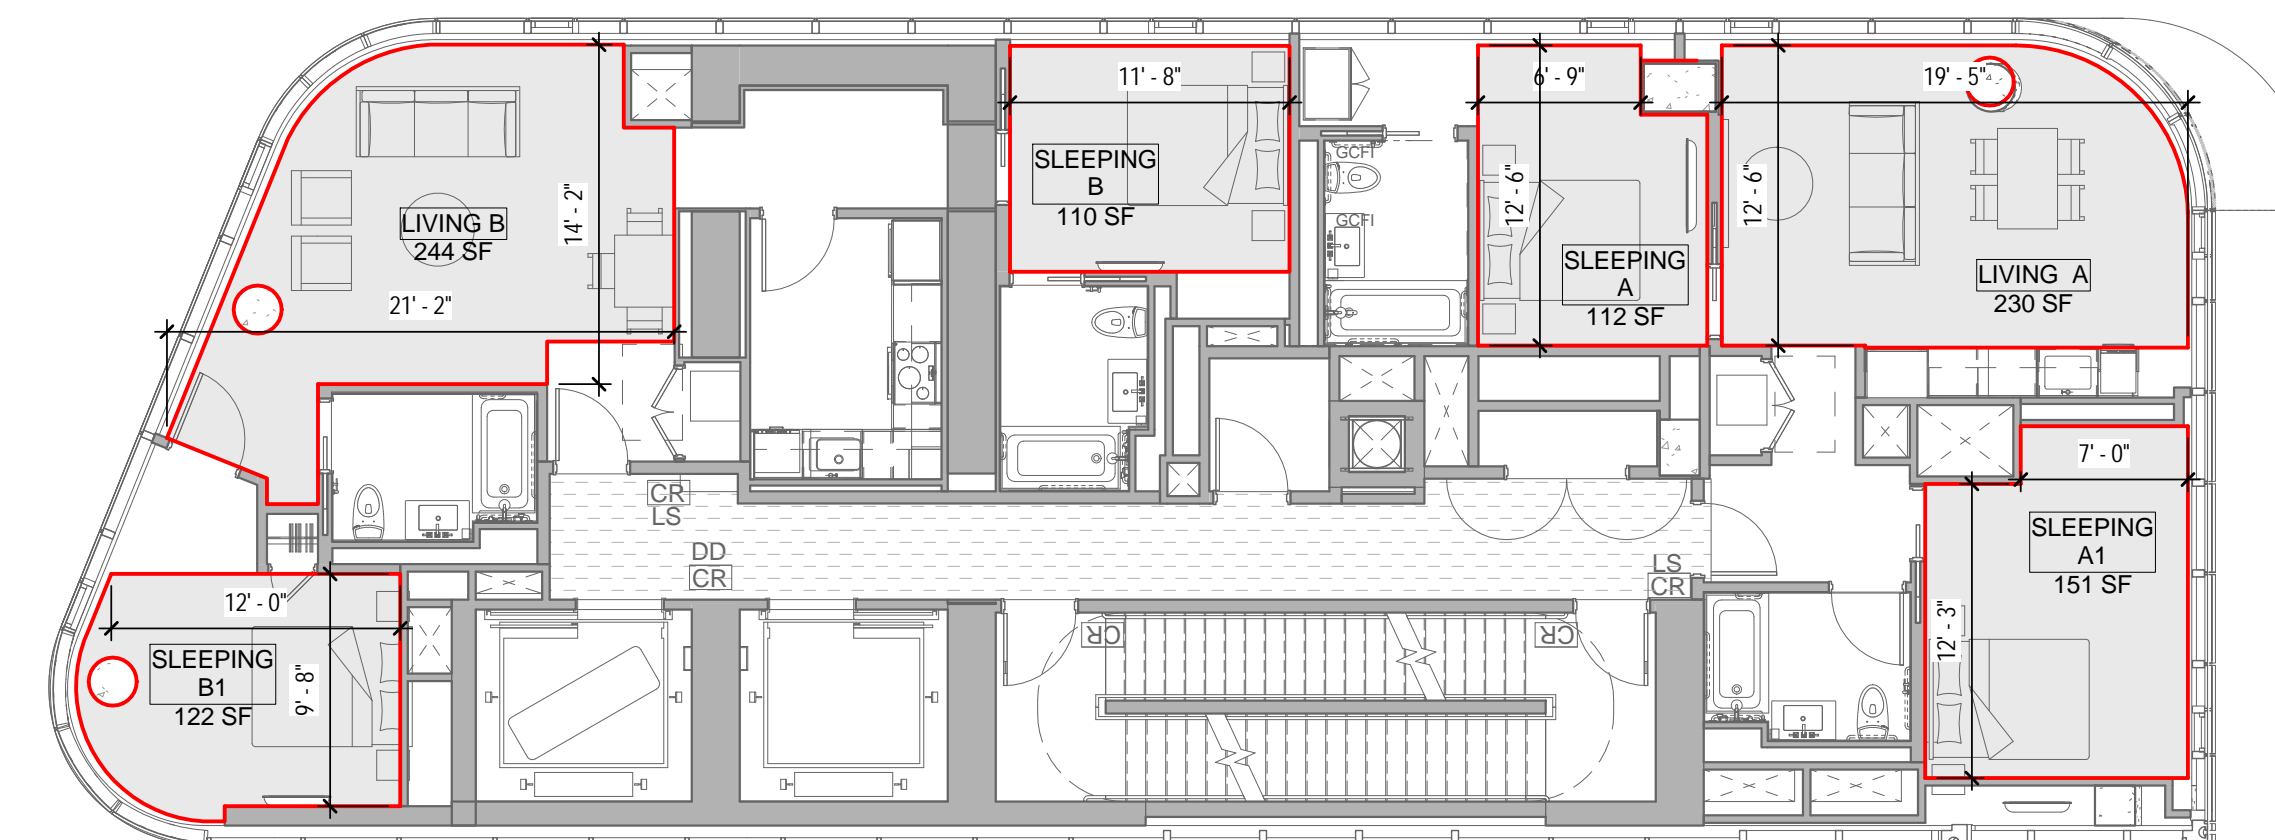 11' - 8"
6' - 9"
19' - 5"
SLEEPING
B
110 SF
GCFI
GCFI
12' - 6"
12' - 6"
14' - 2"
LIVING B
244 SF
21' - 2"
SLEEPING
A
112 SF
LIVING A
230 SF
7' - 0"
CR
LS
DD
CR
LS
CR
SLEEPING
A1
151 SF
12' - 3"
12' - 0"
SLEEPING
B1
122 SF
9' - 8"
CR
CR